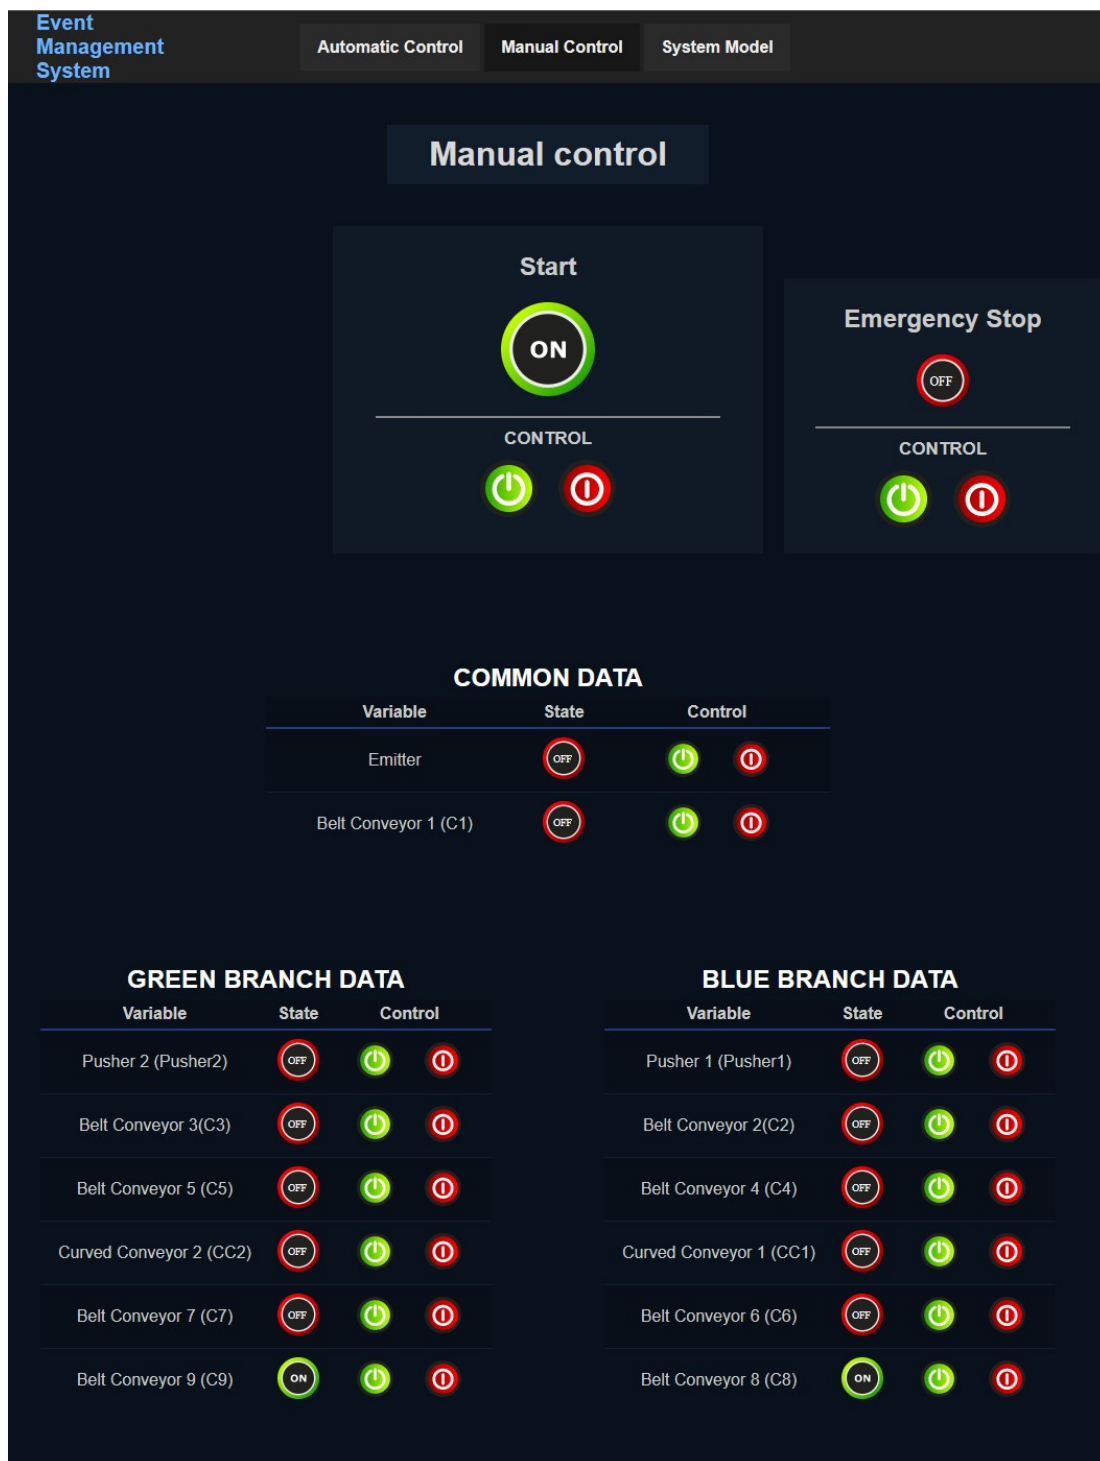 Event
Management
System
Automatic Control Manual Control System Model
Manual control
Start
ON
CONTROL
Emergency Stop
OFF
CONTROL
COMMON DATA
Variable State Control
Emitter OFF
Belt Conveyor 1 (C1) OFF
GREEN BRANCH DATA
Variable State Control
Pusher 2 (Pusher2) OFF
Belt Conveyor 3(C3) OFF
Belt Conveyor 5 (C5) OFF
Curved Conveyor 2 (CC2) OFF
Belt Conveyor 7 (C7) OFF
Belt Conveyor 9 (C9) ON
BLUE BRANCH DATA
Variable State Control
Pusher 1 (Pusher1) OFF
Belt Conveyor 2(C2) OFF
Belt Conveyor 4 (C4) OFF
Curved Conveyor 1 (CC1) OFF
Belt Conveyor 6 (C6) OFF
Belt Conveyor 8 (C8) ON